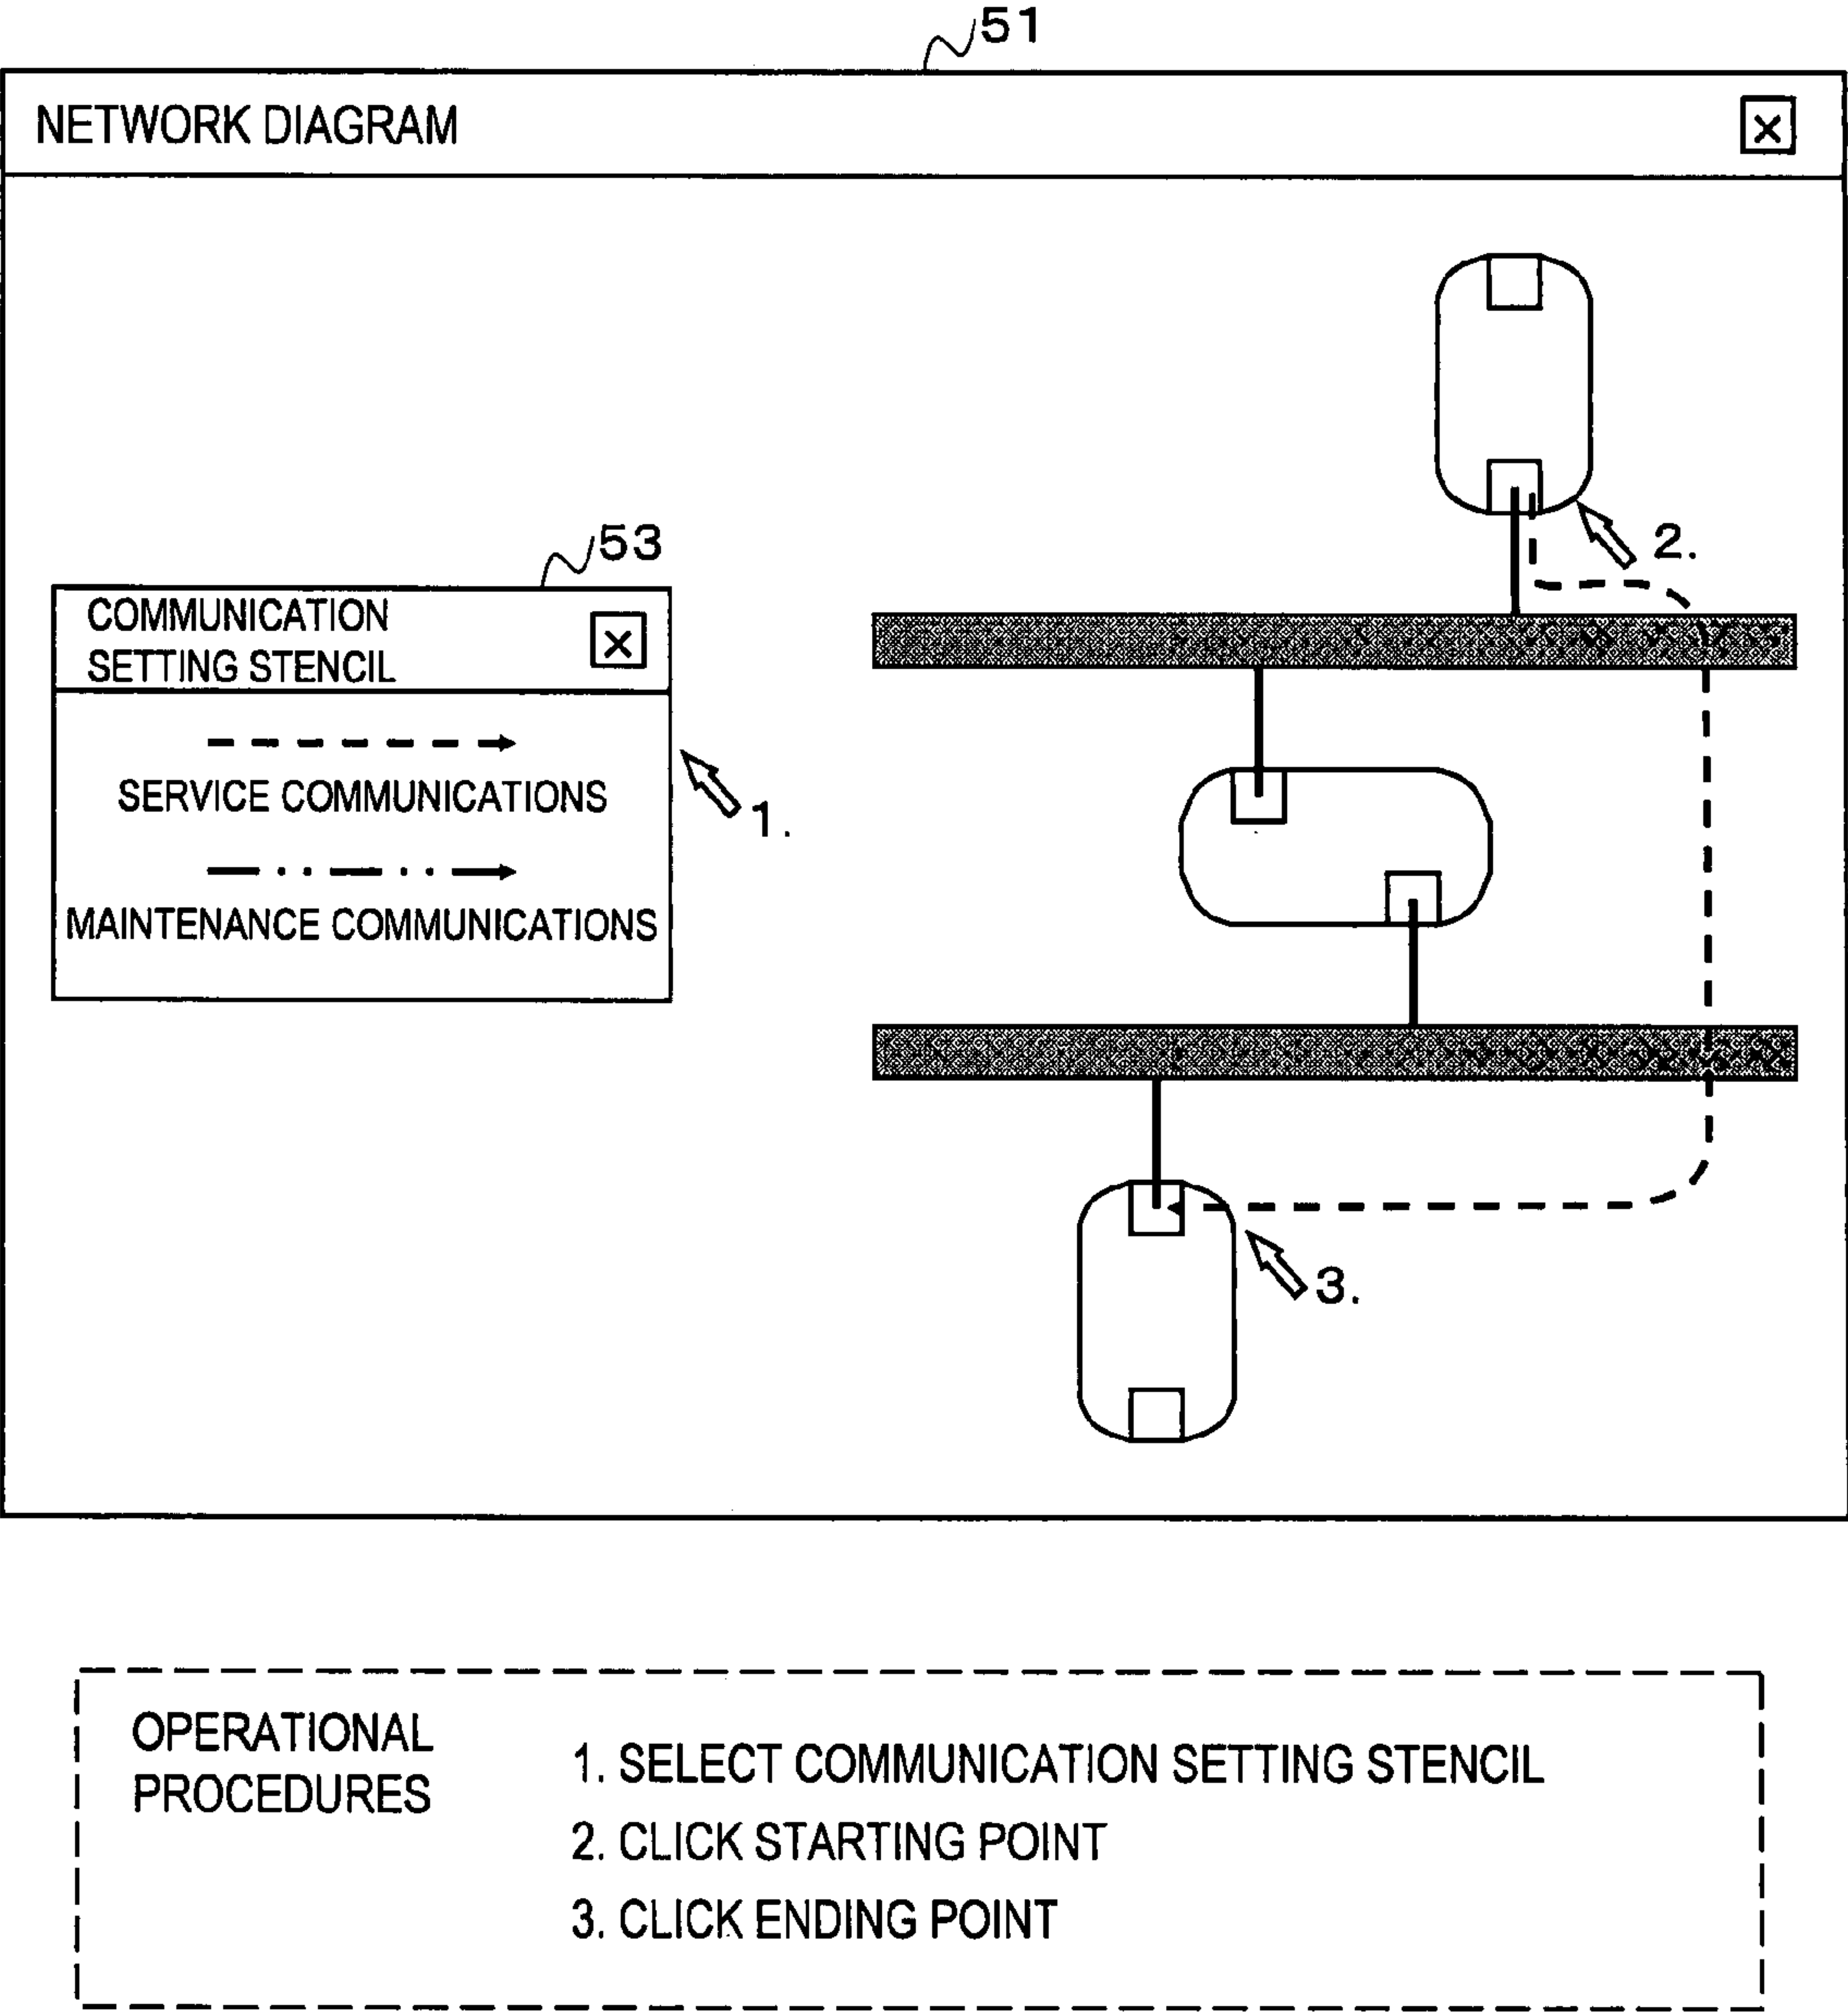 51
NETWORK DIAGRAM
X
2.
53
COMMUNICATION
SETTING STENCIL
X
SERVICE COMMUNICATIONS
1.
MAINTENANCE COMMUNICATIONS
3.
OPERATIONAL
PROCEDURES
1. SELECT COMMUNICATION SETTING STENCIL
2. CLICK STARTING POINT
3. CLICK ENDING POINT